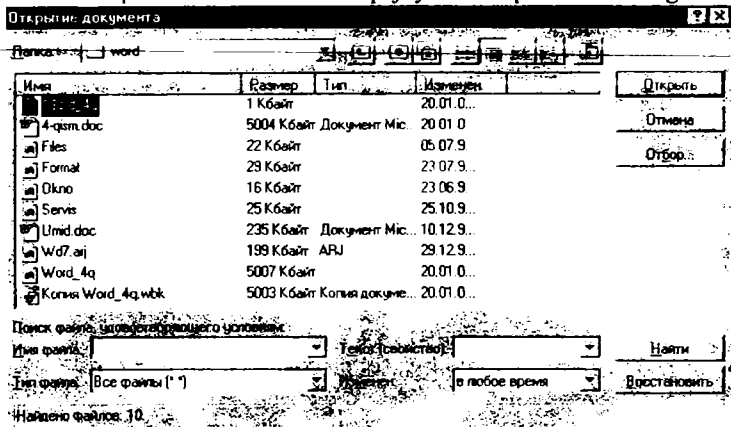 Открытие документа
Папка: word
Имя Размер Тип Изменен
1 Кбайт 20.01.0...
4-qism.doc 5004 Кбайт Документ Mic... 20 01 0
Files 22 Кбайт 05 07.9
Format 29 Кбайт 23 07.9...
Okno 16 Кбайт 23 06.9
Servis 25 Кбайт 25.10.9...
Umid.doc 235 Кбайт Документ Mic... 10.12.9...
Wd7.arj 199 Кбайт ARJ 29.12.9...
Word_4q 5007 Кбайт 20.01.0...
Копия Word_4q.wbk 5003 Кбайт Копия докуме... 20.01.0...
Открыть
Отмена
Отбор...
Поиск файла, удовлетворяющего условиям:
Имя файла: Текст (свойство): Найти
Тип файла: Все файлы (*.*) Изменен: в любое время Восстановить
Найдено файлов: 10.